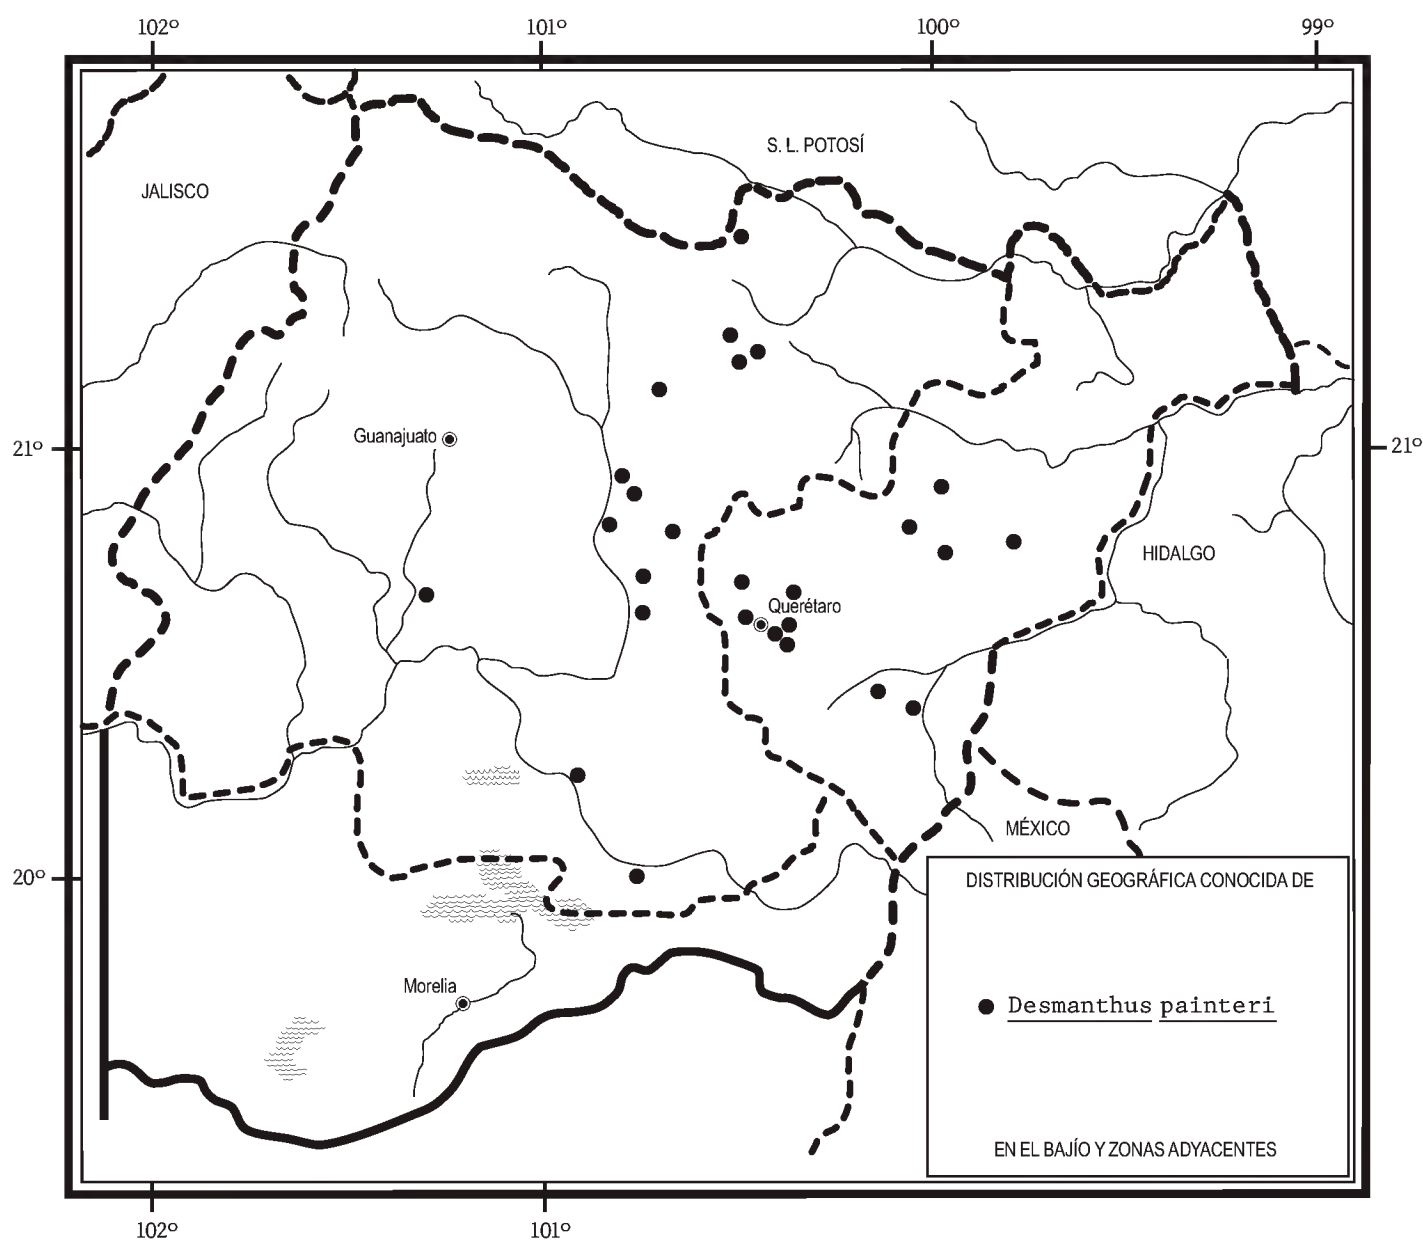 102º 101º 100º 99º
S. L. POTOSÍ
JALISCO
Guanajuato
21º 21º
HIDALGO
Querétaro
MÉXICO
20º
DISTRIBUCIÓN GEOGRÁFICA CONOCIDA DE
Morelia
Desmanthus painteri
EN EL BAJÍO Y ZONAS ADYACENTES
102º 101º